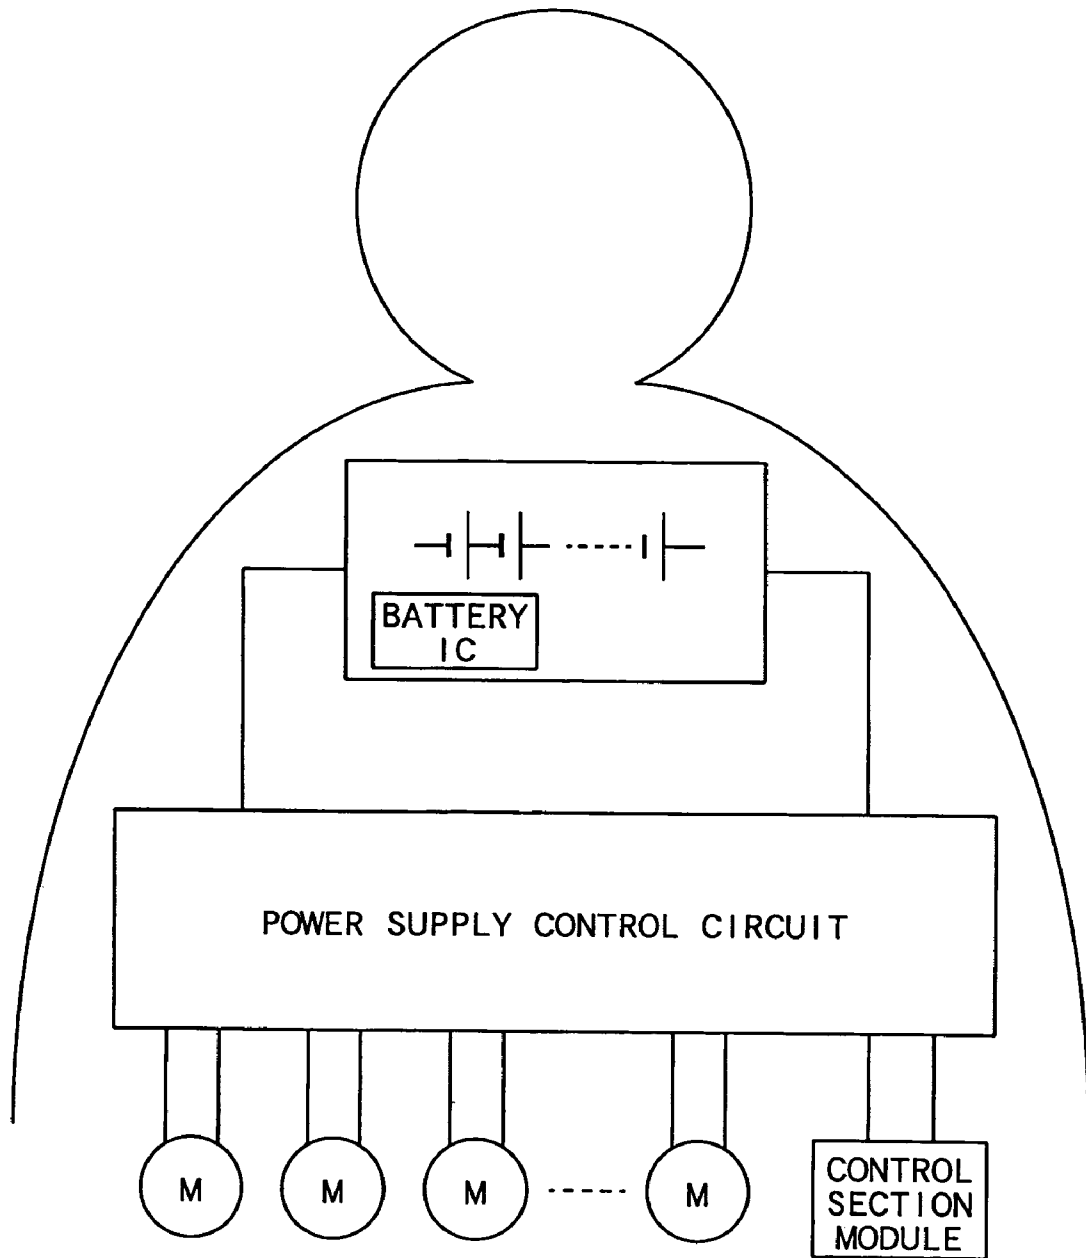 BATTERY
IC
POWER SUPPLY CONTROL CIRCUIT
M M M M
CONTROL
SECTION
MODULE